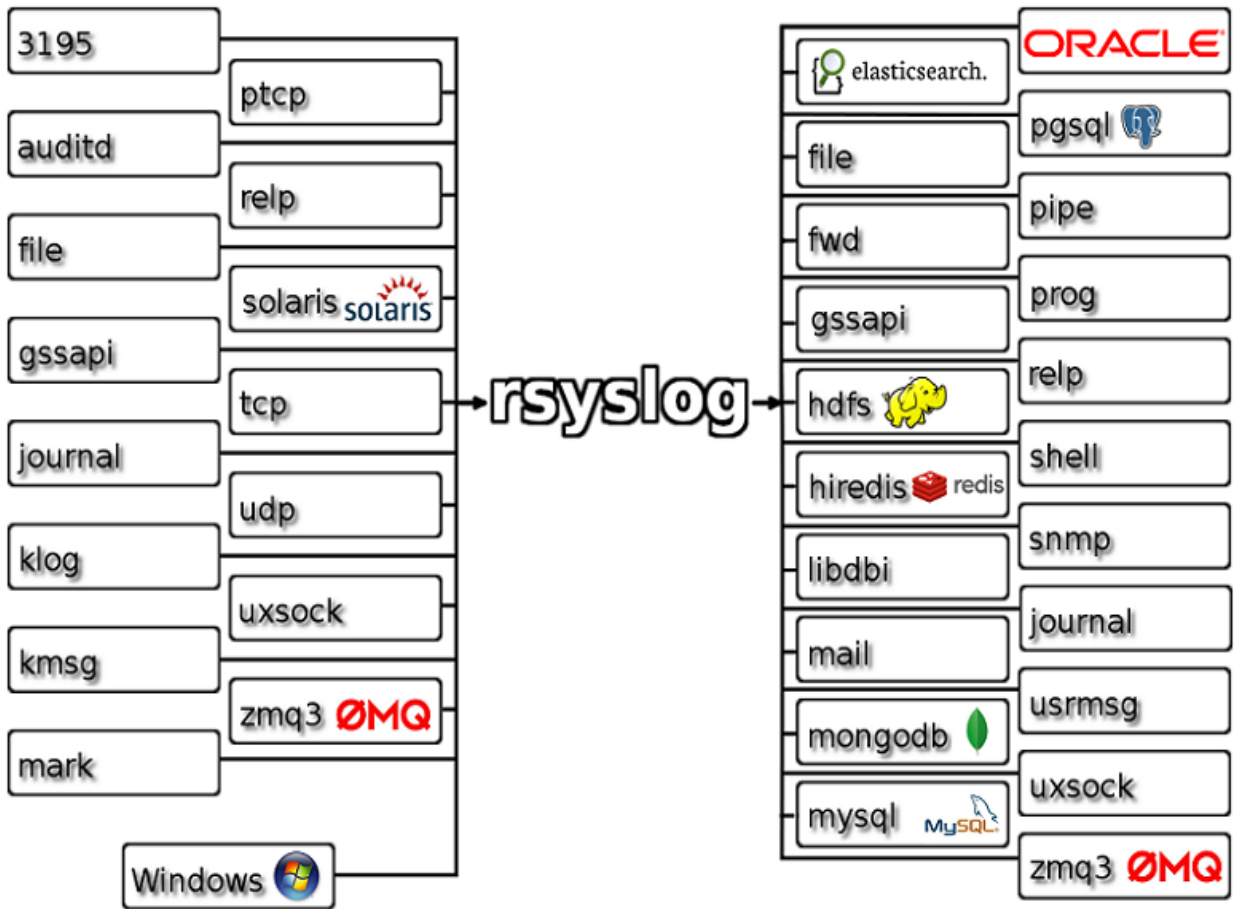 3195
ptcp
auditd
relp
file
solaris solaris
gssapi
tcp
journal
udp
klog
uxsock
kmsg
zmq3 ØMQ
mark
Windows
rsyslog
ORACLE
elasticsearch.
pgsql
file
pipe
fwd
prog
gssapi
relp
hdfs
shell
hiredis redis
snmp
libdbi
journal
mail
usrmsg
mongodb
uxsock
mysql MySQL®
zmq3 ØMQ